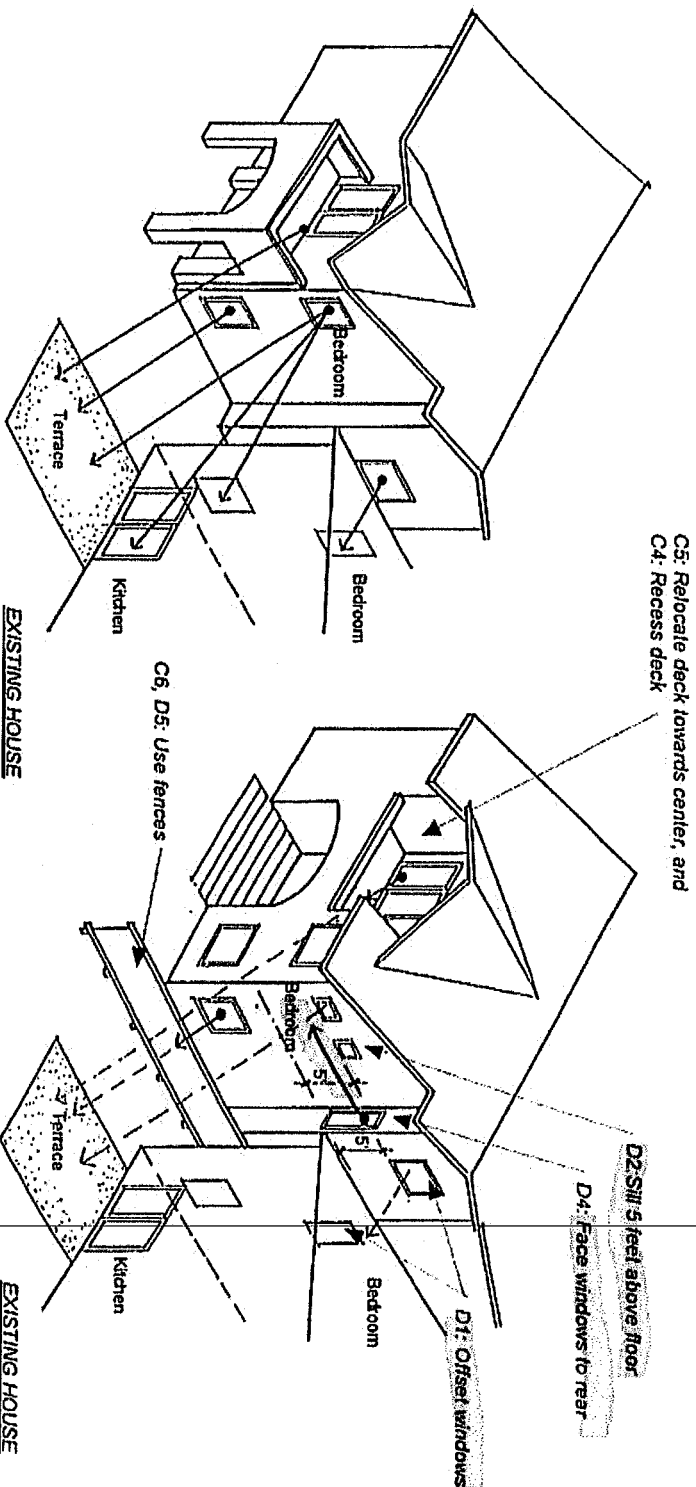 Bedroom
Terrace
Bedroom
Kitchen
EXISTING HOUSE
C5: Relocate deck towards center, and
C4: Recess deck
C6, D5: Use fences
D2: Sill 5 feet above floor
D4: Face windows to rear
D1: Offset windows
Bedroom
5'
5'
Terrace
Bedroom
Kitchen
EXISTING HOUSE